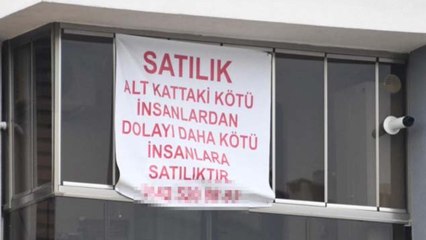 SATILIK
ALT KATTAKİ KÖTÜ
İNSANLARDAN
DOLAYI DAHA KÖTÜ
İNSANLARA
SATILIKTIR